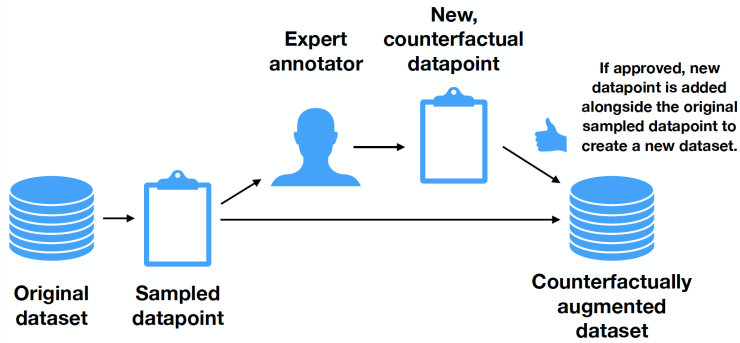 Expert
annotator
New,
counterfactual
datapoint
If approved, new
datapoint is added
alongside the original
sampled datapoint to
create a new dataset.
Original
dataset
Sampled
datapoint
Counterfactually
augmented
dataset